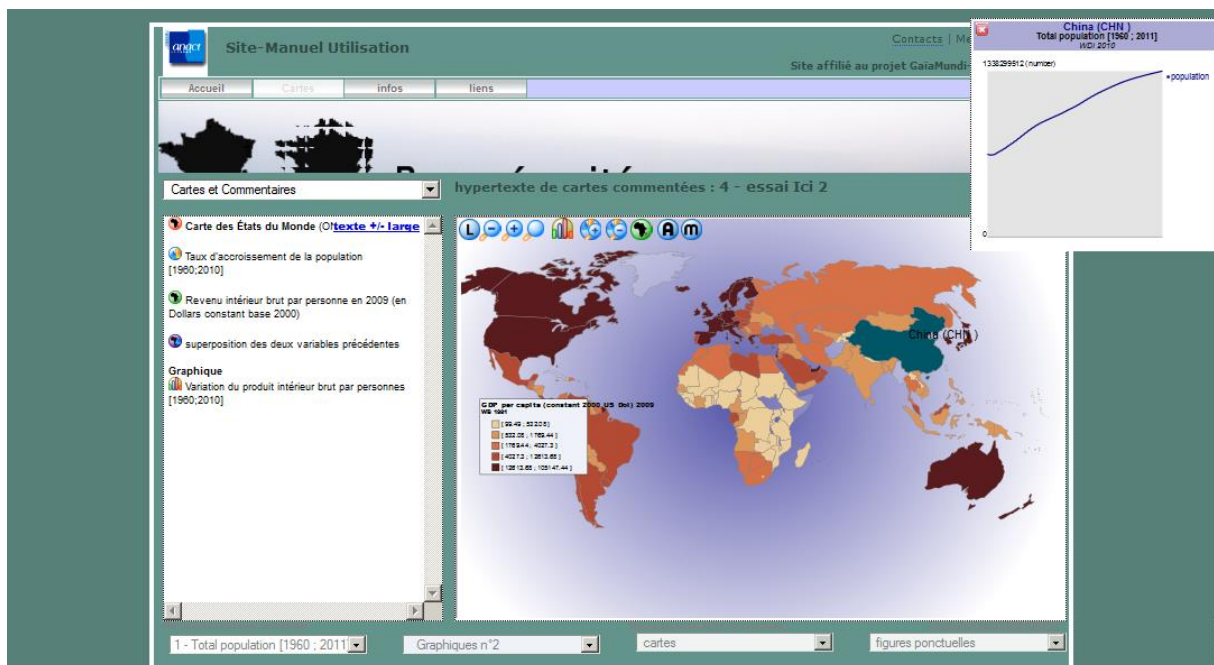 anact
Site-Manuel Utilisation
Contacts | Me
Site affilié au projet GaïaMundi
Accueil
Cartes
infos
liens
Cartes et Commentaires
hypertexte de cartes commentées : 4 - essai Ici 2
Carte des États du Monde (O
texte +/- large
Taux d'accroissement de la population
[1960;2010]
Revenu intérieur brut par personne en 2009 (en
Dollars constant base 2000)
superposition des deux variables précédentes
Graphique
Variation du produit intérieur brut par personnes
[1960;2010]
L
A
m
China (CHN )
GDP per capita (constant 2000 US Dol) 2009
WB 1991
China (CHN )
Total population [1960 ; 2011]
WDI 2010
1338299512 (number)
population
0
1 - Total population [1960 ; 2011
Graphiques n°2
cartes
figures ponctuelles